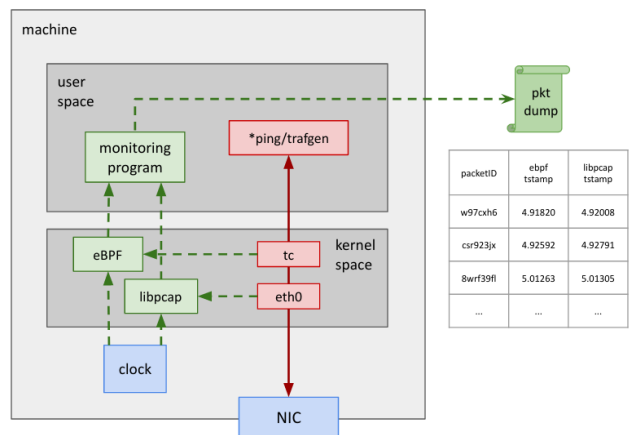 machine
user
space
monitoring
program
*ping/trafgen
pkt
dump
kernel
space
eBPF
tc
libpcap
eth0
clock
NIC
packetID ebpf tstamp libpcap tstamp
w97cxh6 4.91820 4.92008
csr923jx 4.92592 4.92791
8wrf39fl 5.01263 5.01305
... ... ...